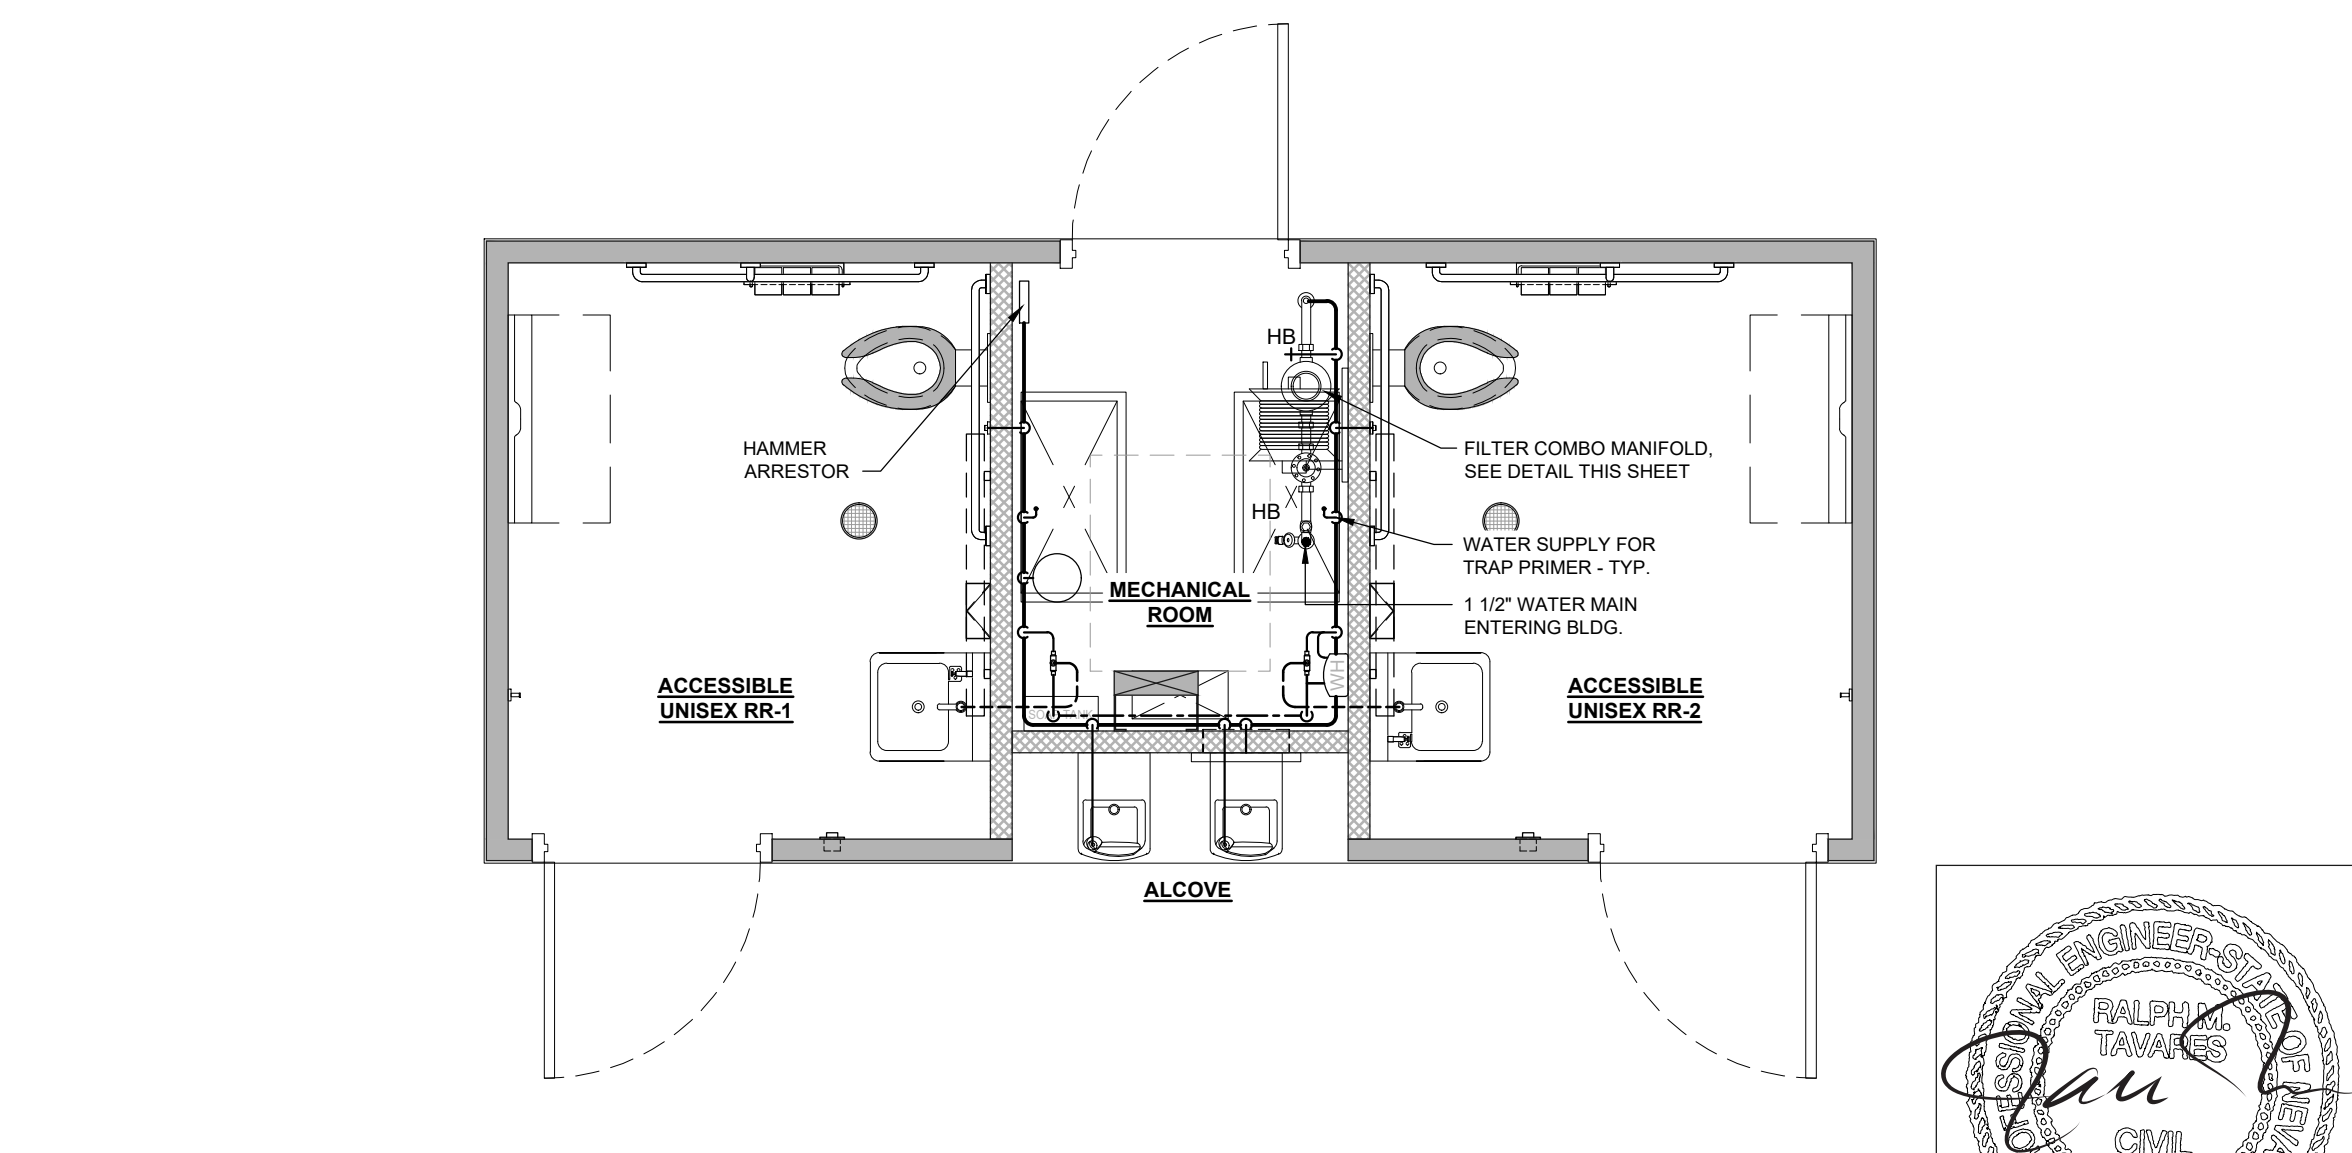 HB
HAMMER
ARRESTOR
FILTER COMBO MANIFOLD,
SEE DETAIL THIS SHEET
HB
WATER SUPPLY FOR
TRAP PRIMER - TYP.
MECHANICAL
ROOM
1 1/2" WATER MAIN
ENTERING BLDG.
WH
ACCESSIBLE
UNISEX RR-1
ACCESSIBLE
UNISEX RR-2
TANK
ALCOVE
ENGINEER-STATE OF
RALPH M.
TAVARES
CIVIL